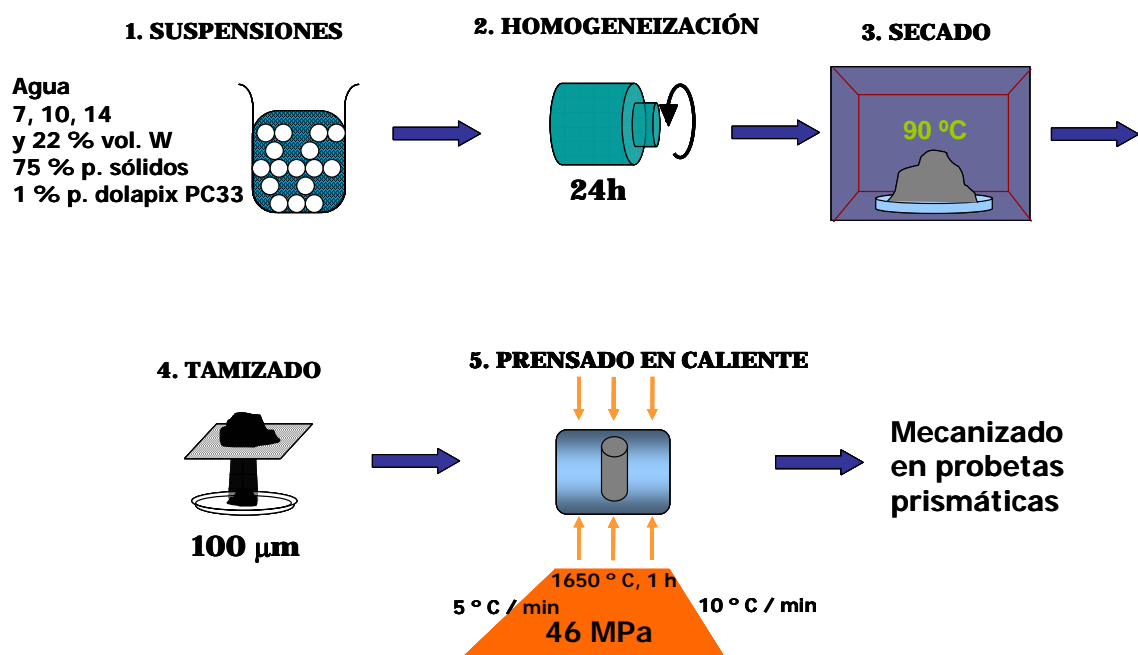 1. SUSPENSIONES
Agua
7, 10, 14
y 22 % vol. W
75 % p. sólidos
1 % p. dolapix PC33
2. HOMOGENEIZACIÓN
24h
3. SECADO
90 ºC
4. TAMIZADO
100 μm
5. PRENSADO EN CALIENTE
1650 º C, 1 h
5 º C / min
10 º C / min
46 MPa
Mecanizado
en probetas
prismáticas